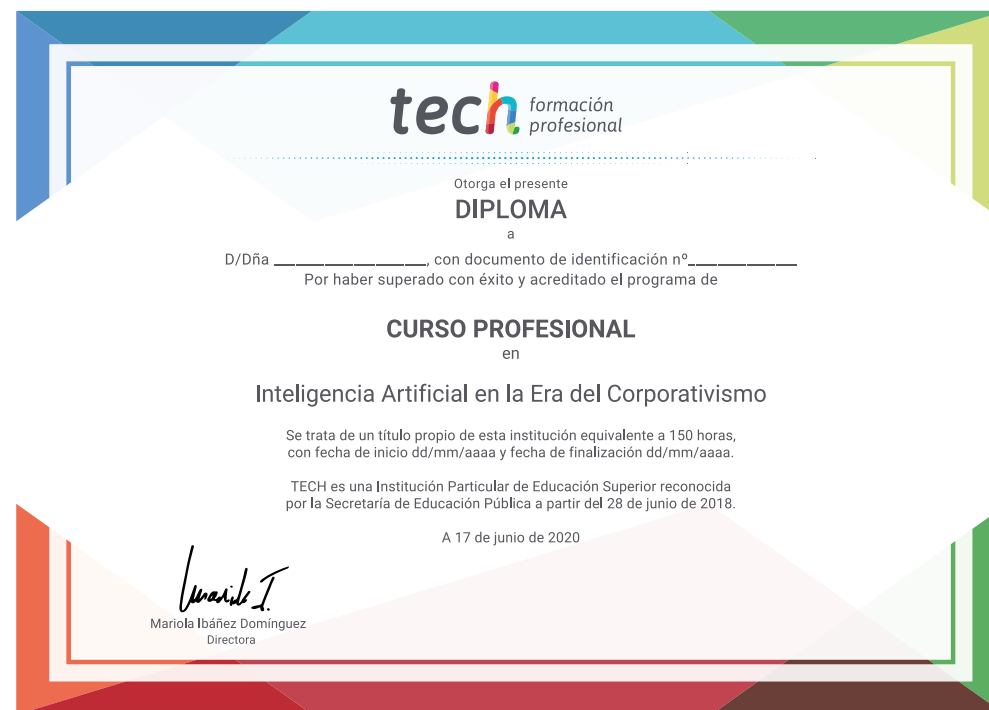 tech formación
profesional
Otorga el presente
DIPLOMA
a
D/Dña ______________, con documento de identificación nº__________
Por haber superado con éxito y acreditado el programa de
CURSO PROFESIONAL
en
Inteligencia Artificial en la Era del Corporativismo
Se trata de un título propio de esta institución equivalente a 150 horas,
con fecha de inicio dd/mm/aaaa y fecha de finalización dd/mm/aaaa.
TECH es una Institución Particular de Educación Superior reconocida
por la Secretaría de Educación Pública a partir del 28 de junio de 2018.
A 17 de junio de 2020
Mariola Ibáñez Domínguez
Directora